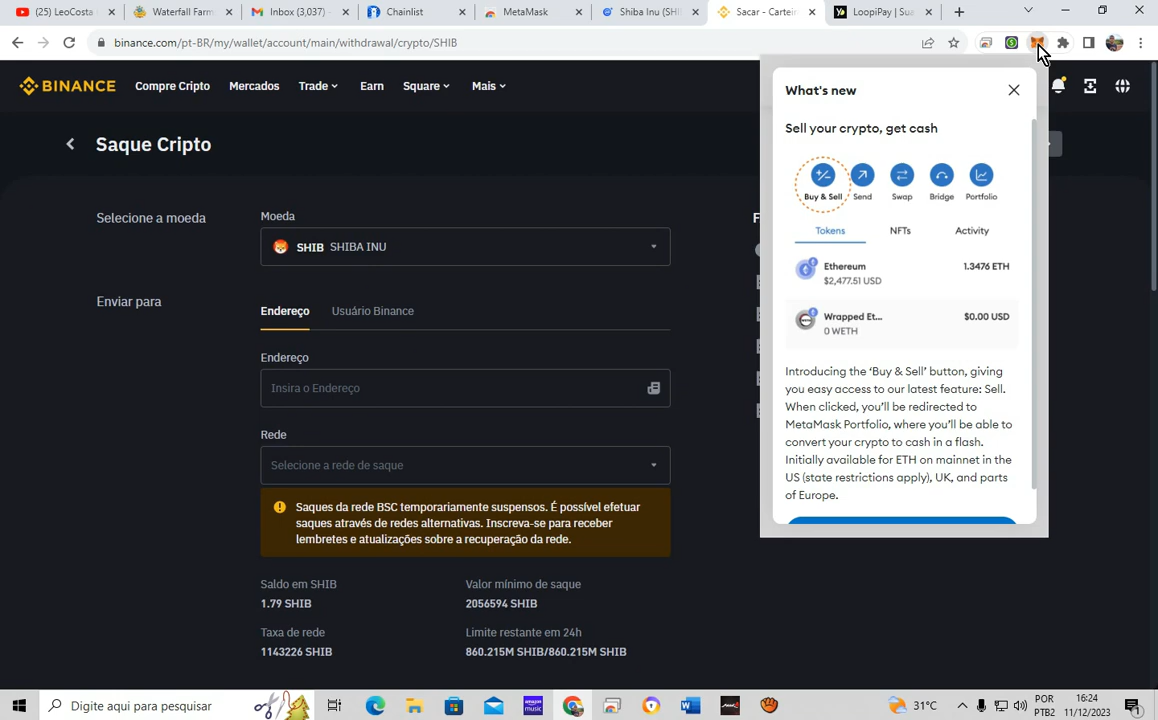 (25) LeoCosta
Waterfall Farm
Inbox (3,037) -
Chainlist
MetaMask
Shiba Inu (SHI
Sacar - Cartei
LoopiPay | Sua
binance.com/pt-BR/my/wallet/account/main/withdrawal/crypto/SHIB
BINANCE
Compre Cripto
Mercados
Trade
Earn
Square
Mais
Saque Cripto
Selecione a moeda
Moeda
SHIB SHIBA INU
Enviar para
Endereço
Usuário Binance
Endereço
Insira o Endereço
Rede
Selecione a rede de saque
Saques da rede BSC temporariamente suspensos. É possível efetuar
saques através de redes alternativas. Inscreva-se para receber
lembretes e atualizações sobre a recuperação da rede.
Saldo em SHIB
1.79 SHIB
Valor mínimo de saque
2056594 SHIB
Taxa de rede
1143226 SHIB
Limite restante em 24h
860.215M SHIB/860.215M SHIB
F
What's new
Sell your crypto, get cash
Buy & Sell
Send
Swap
Bridge
Portfolio
Tokens
NFTs
Activity
Ethereum
1.3476 ETH
$2,477.51 USD
Wrapped Et...
$0.00 USD
0 WETH
Introducing the ‘Buy & Sell’ button, giving
you easy access to our latest feature: Sell.
When clicked, you’ll be redirected to
MetaMask Portfolio, where you’ll be able to
convert your crypto to cash in a flash.
Initially available for ETH on mainnet in the
US (state restrictions apply), UK, and parts
of Europe.
Digite aqui para pesquisar
amazon
music
31°C
POR
PTB2
16:24
11/12/2023
1